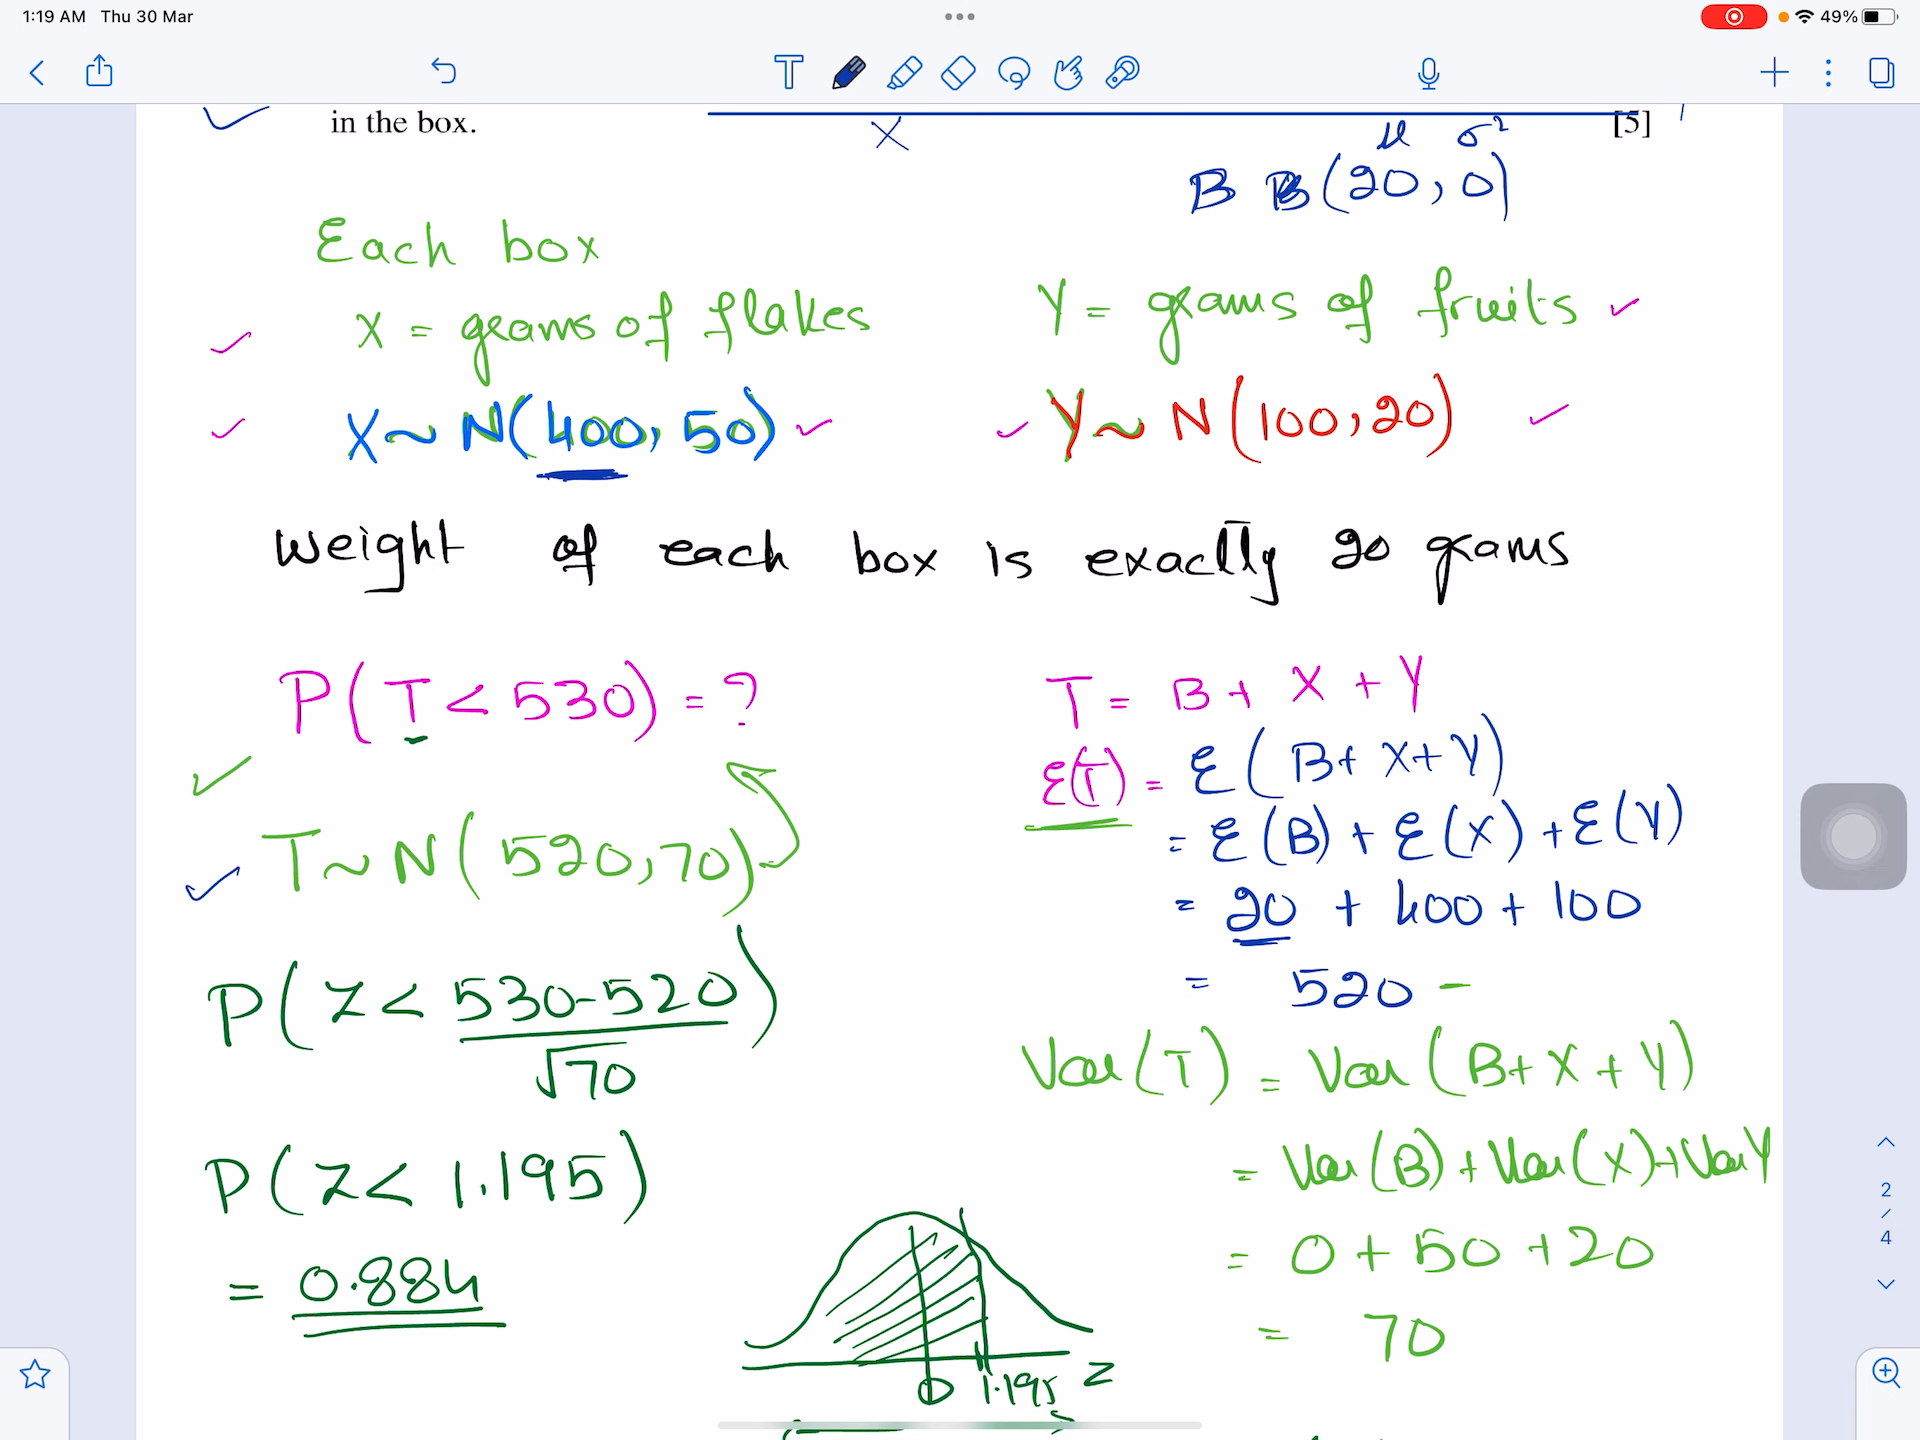 1:19 AM Thu 30 Mar
49%
T
in the box.
[5]
X
μ σ²
B B(20, 0)
Each box
X = grams of flakes
Y = grams of fruits
X ~ N(400, 50)
Y ~ N(100, 20)
Weight of each box is exactly 20 grams
P(T < 530) = ?
T = B + X + Y
E(T) = E(B + X + Y)
= E(B) + E(X) + E(Y)
T ~ N(520, 70)
= 20 + 400 + 100
= 520 -
P(Z < 530-520
√70)
Var(T) = Var(B + X + Y)
= Var(B) + Var(X) + Var Y
P(Z < 1.195)
= 0 + 50 + 20
= 0.884
= 70
0 1.195 Z
2
/
4